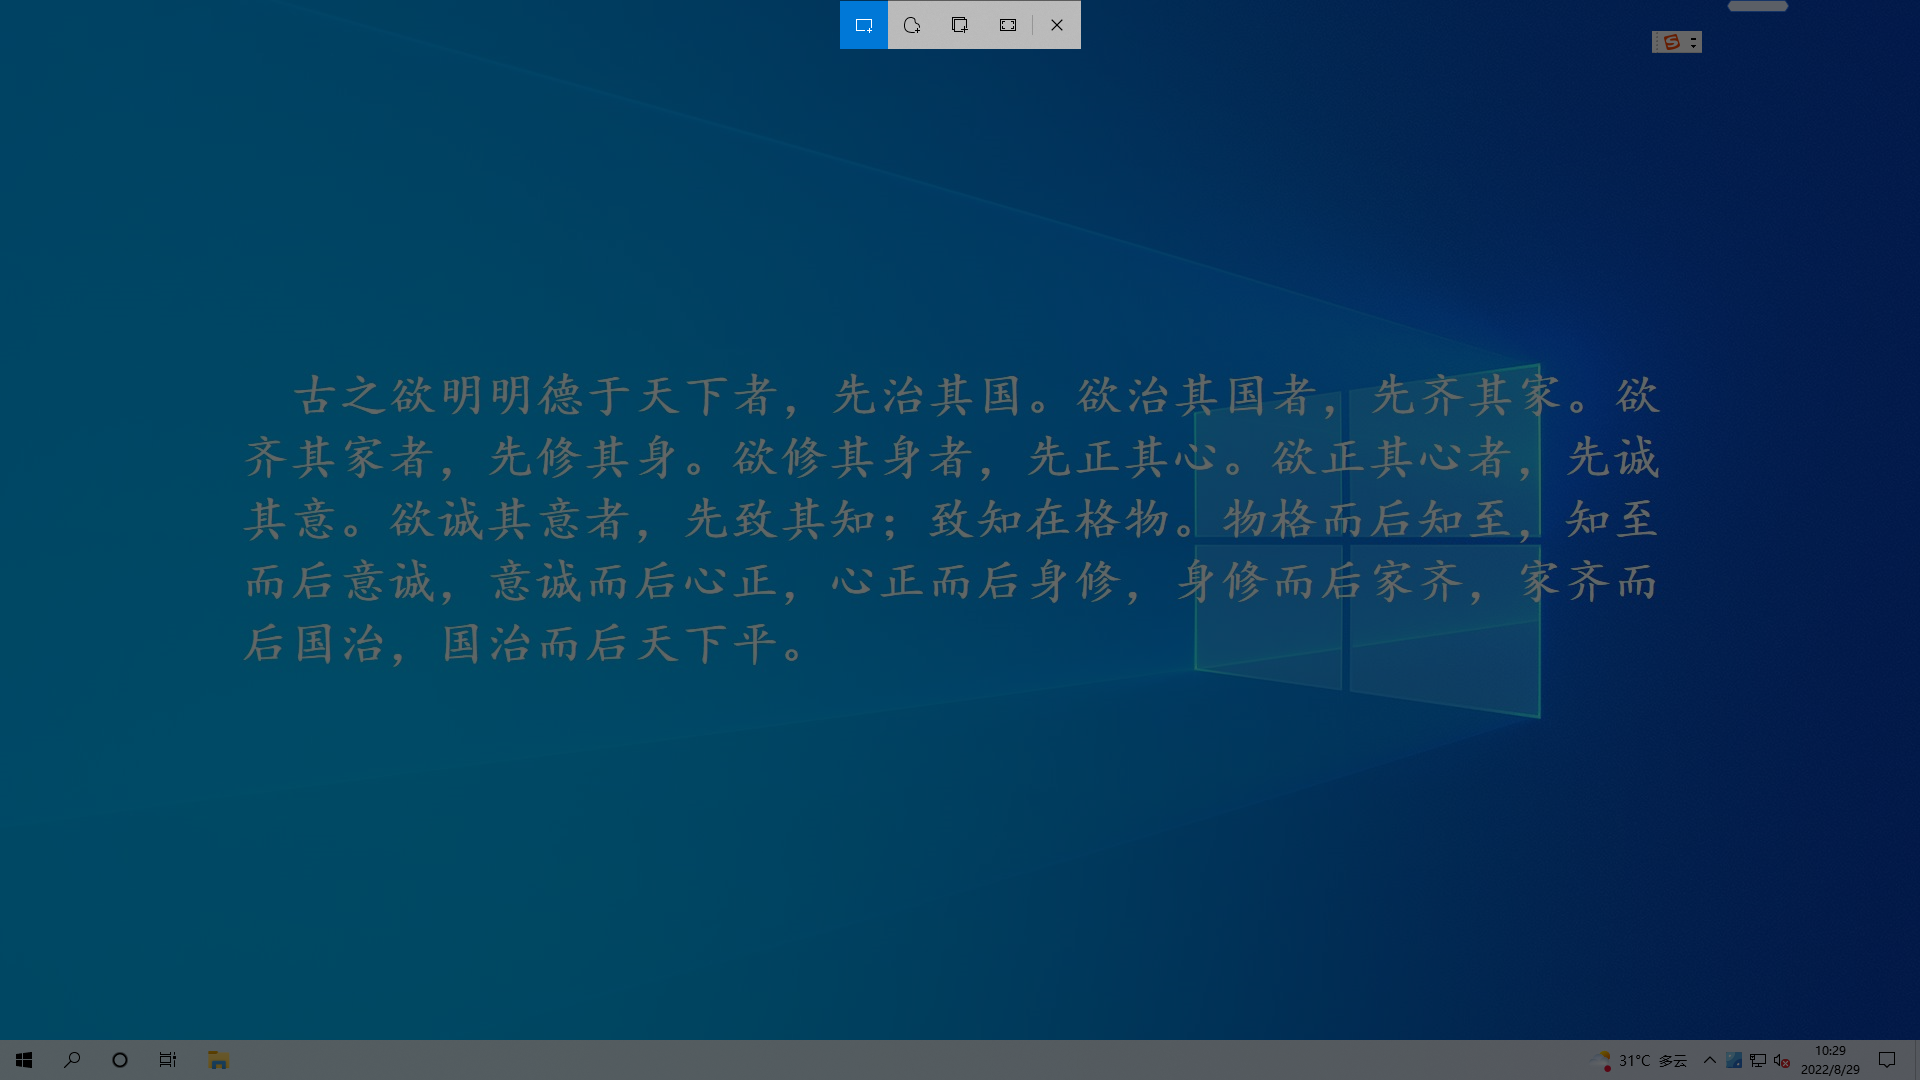 古之欲明明德于天下者，先治其国。欲治其国者，先齐其家。欲
齐其家者，先修其身。欲修其身者，先正其心。欲正其心者，先诚
其意。欲诚其意者，先致其知；致知在格物。物格而后知至，知至
而后意诚，意诚而后心正，心正而后身修，身修而后家齐，家齐而
后国治，国治而后天下平。
31°C 多云
10:29
2022/8/29